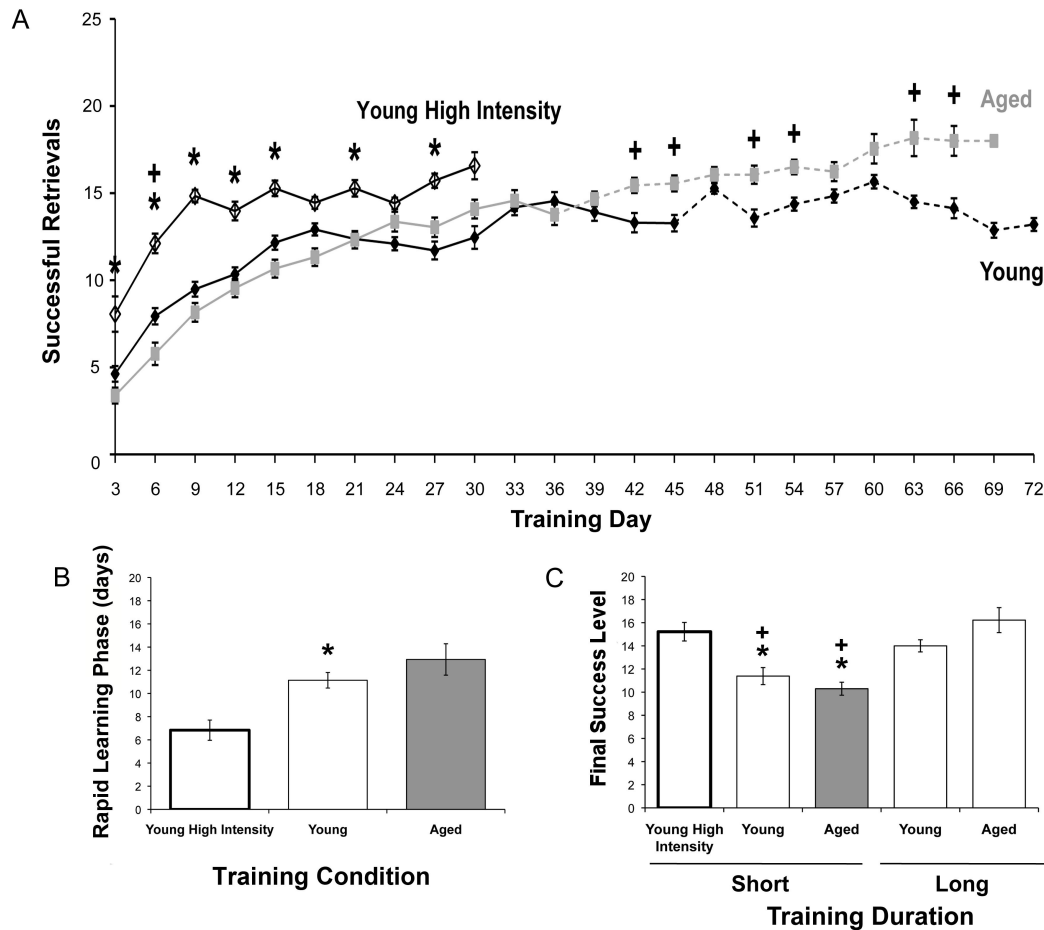 A
25
20
15
10
5
0
Successful Retrievals
Young High Intensity
Aged
Young
*
+
*
*
*
*
*
*
+
+
+
+
+
+
3 6 9 12 15 18 21 24 27 30 33 36 39 42 45 48 51 54 57 60 63 66 69 72
Training Day
B
Rapid Learning Phase (days)
20
18
16
14
12
10
8
6
4
2
0
*
Young High Intensity Young Aged
Training Condition
C
Final Success Level
20
18
16
14
12
10
8
6
4
2
0
+ +
* *
Young High Young Aged Young Aged
Intensity
Short Long
Training Duration